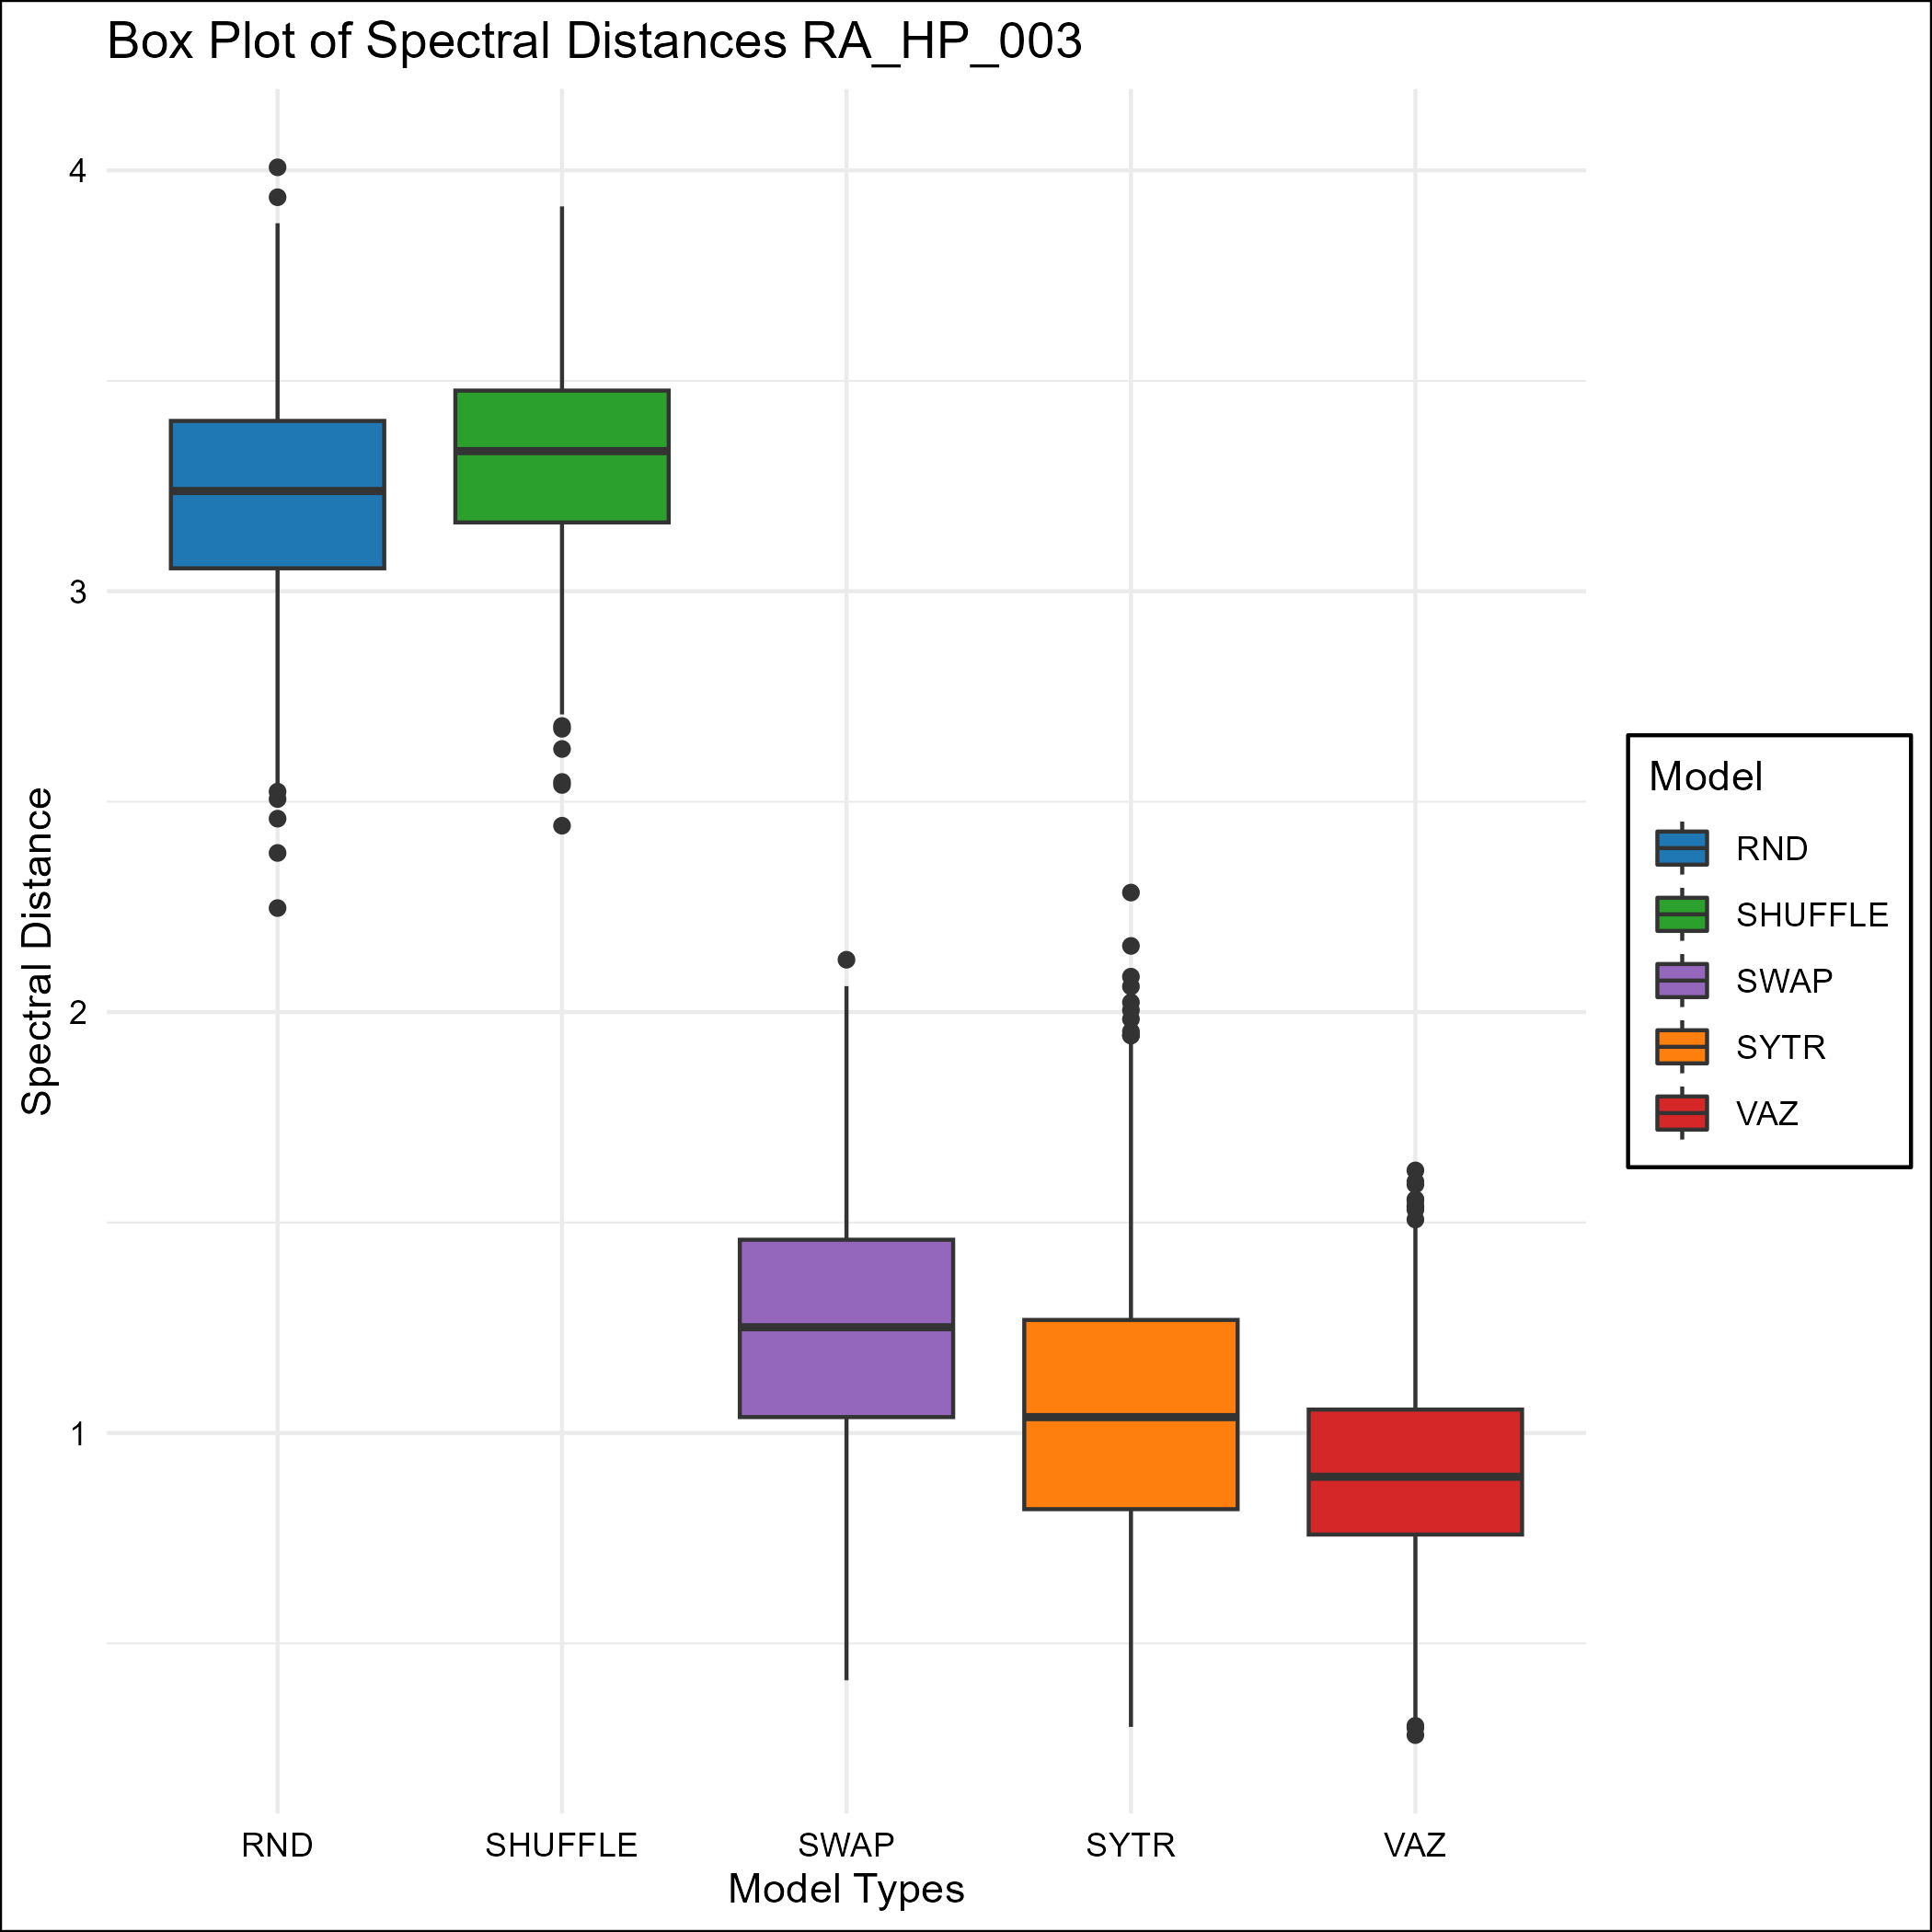 Box Plot of Spectral Distances RA_HP_003
Spectral Distance
4
3
2
1
RND
SHUFFLE
SWAP
SYTR
VAZ
Model Types
Model
RND
SHUFFLE
SWAP
SYTR
VAZ